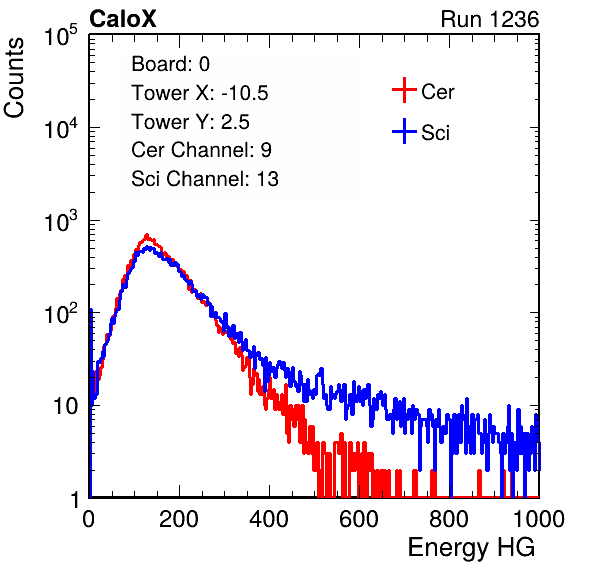 CaloX
Run 1236
Counts
10^5
10^4
10^3
10^2
10
1
Board: 0
Tower X: -10.5
Tower Y: 2.5
Cer Channel: 9
Sci Channel: 13
Cer
Sci
0 200 400 600 800 1000
Energy HG